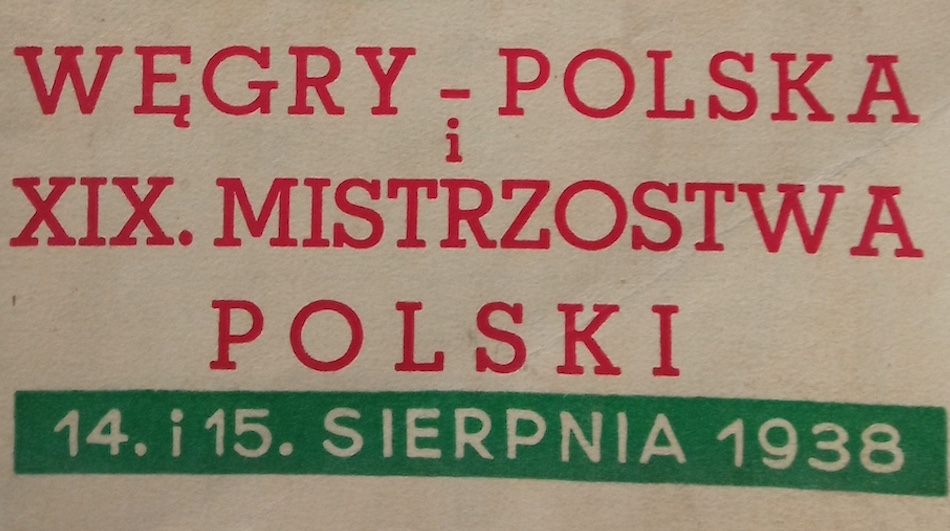 WĘGRY - POLSKA
i
XIX. MISTRZOSTWA
POLSKI
14. i 15. SIERPNIA 1938